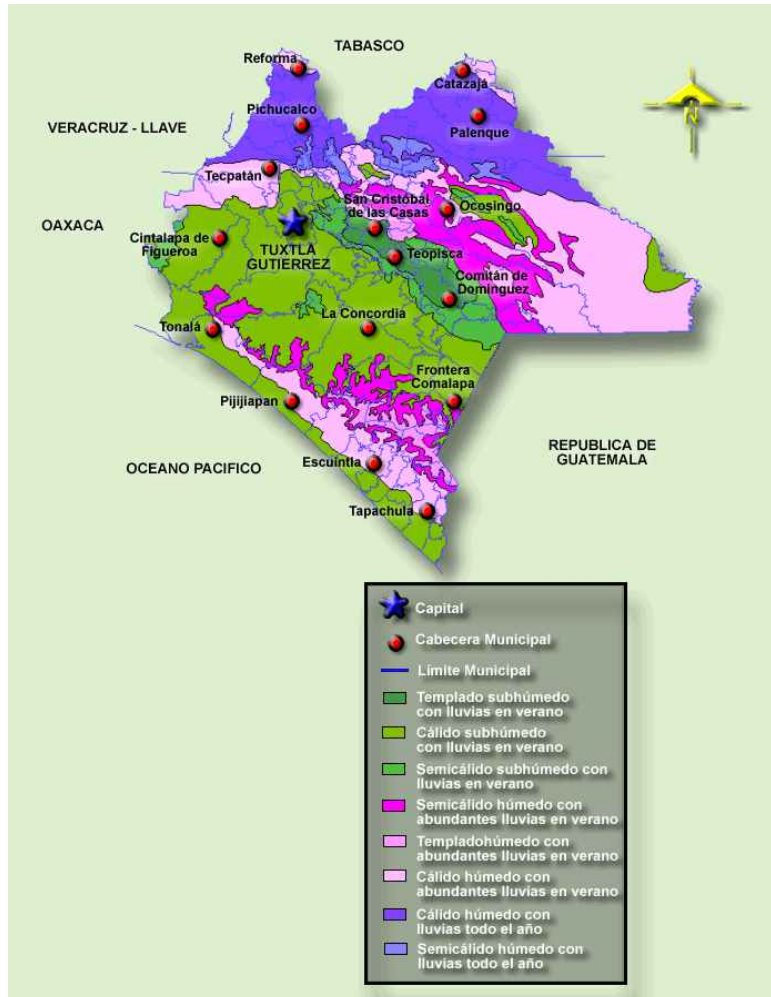 TABASCO
Reforma
Catazajá
Pichucalco
Palenque
VERACRUZ - LLAVE
N
Tecpatán
San Cristóbal
de las Casas
Ocosingo
OAXACA
Cintalapa de
Figueroa
TUXTLA
GUTIERREZ
Teopisca
Comitán de
Domínguez
Tonalá
La Concordia
Frontera
Comalapa
Pijijiapan
REPUBLICA DE
GUATEMALA
OCEANO PACIFICO
Escuintla
Tapachula
Capital
Cabecera Municipal
Límite Municipal
Templado subhúmedo
con lluvias en verano
Cálido subhúmedo
con lluvias en verano
Semicálido subhúmedo con
lluvias en verano
Semicálido húmedo con
abundantes lluvias en verano
Templadohúmedo con
abundantes lluvias en verano
Cálido húmedo con
abundantes lluvias en verano
Cálido húmedo con
lluvias todo el año
Semicálido húmedo con
lluvias todo el año